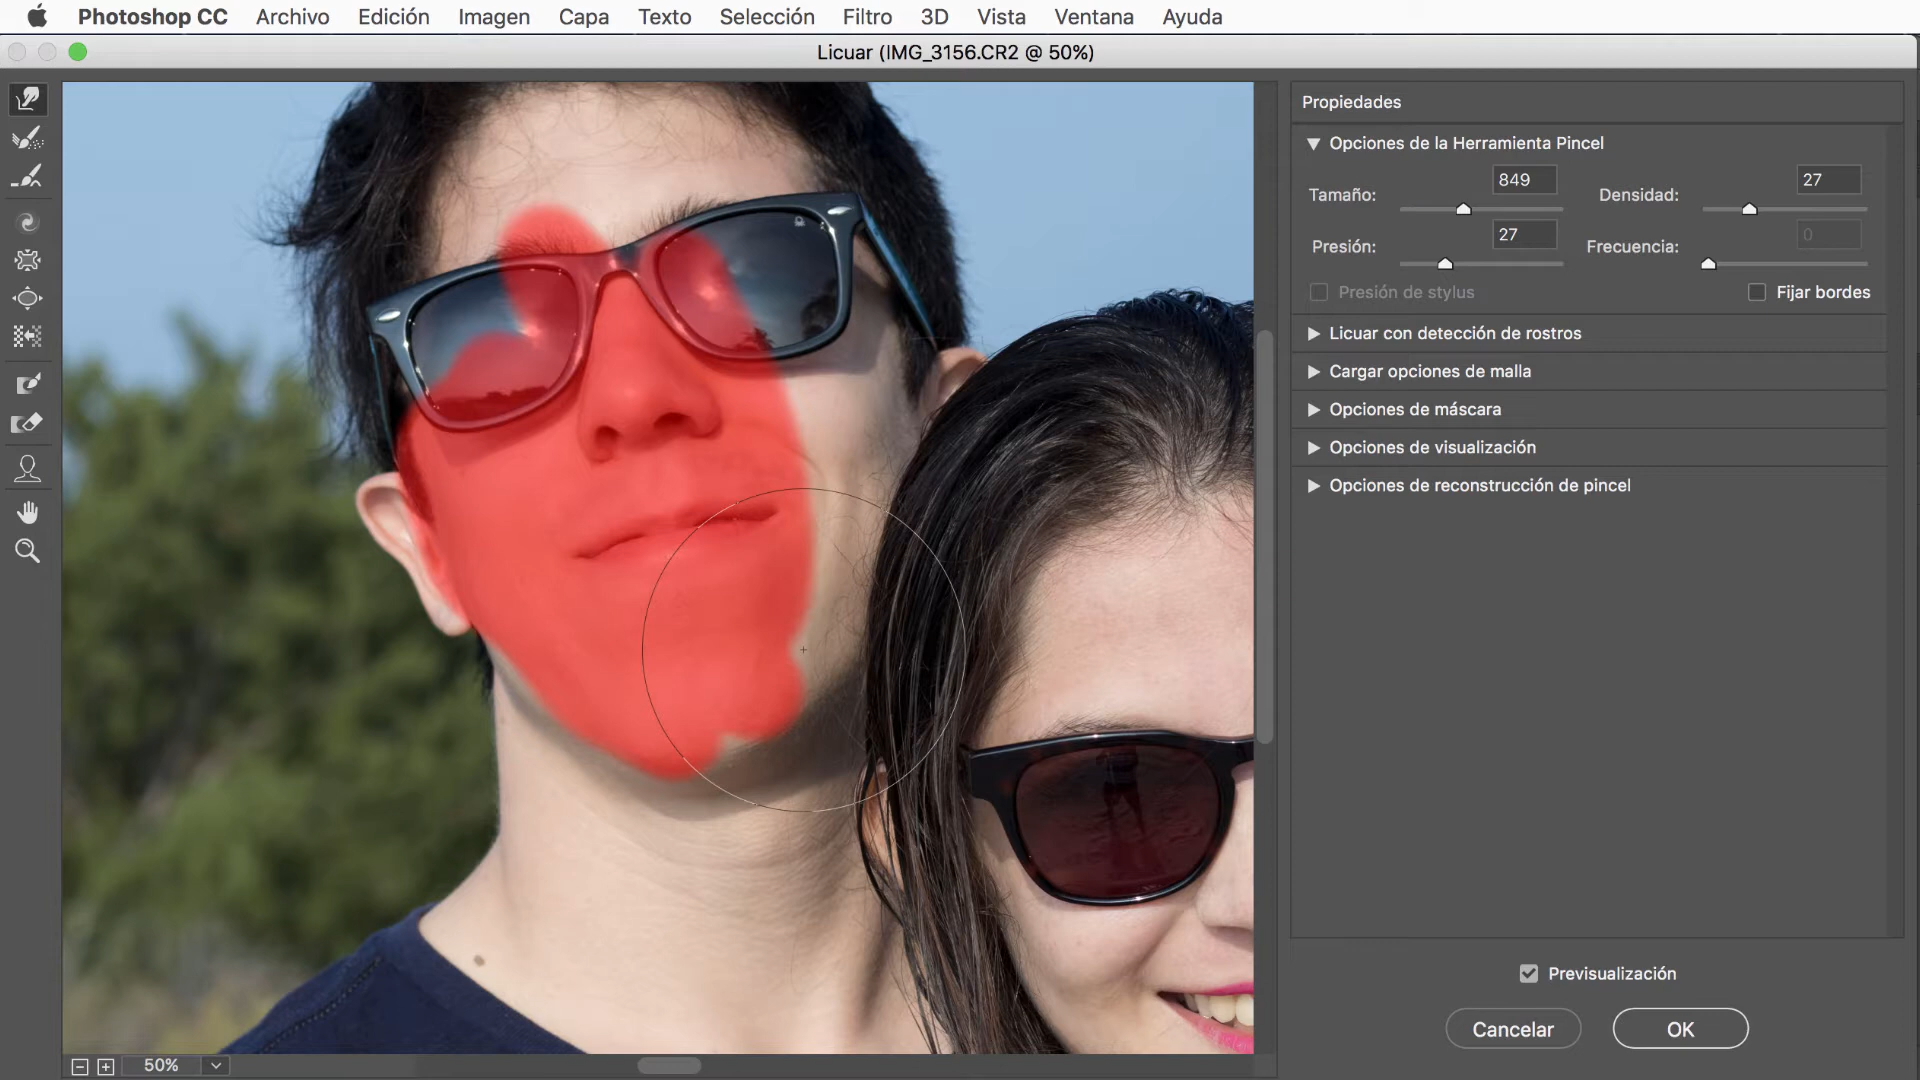 Photoshop CC Archivo Edición Imagen Capa Texto Selección Filtro 3D Vista Ventana Ayuda
Licuar (IMG_3156.CR2 @ 50%)
Propiedades
Opciones de la Herramienta Pincel
Tamaño: 849 Densidad: 27
Presión: 27 Frecuencia: 0
Presión de stylus Fijar bordes
Licuar con detección de rostros
Cargar opciones de malla
Opciones de máscara
Opciones de visualización
Opciones de reconstrucción de pincel
Previsualización
Cancelar OK
50%